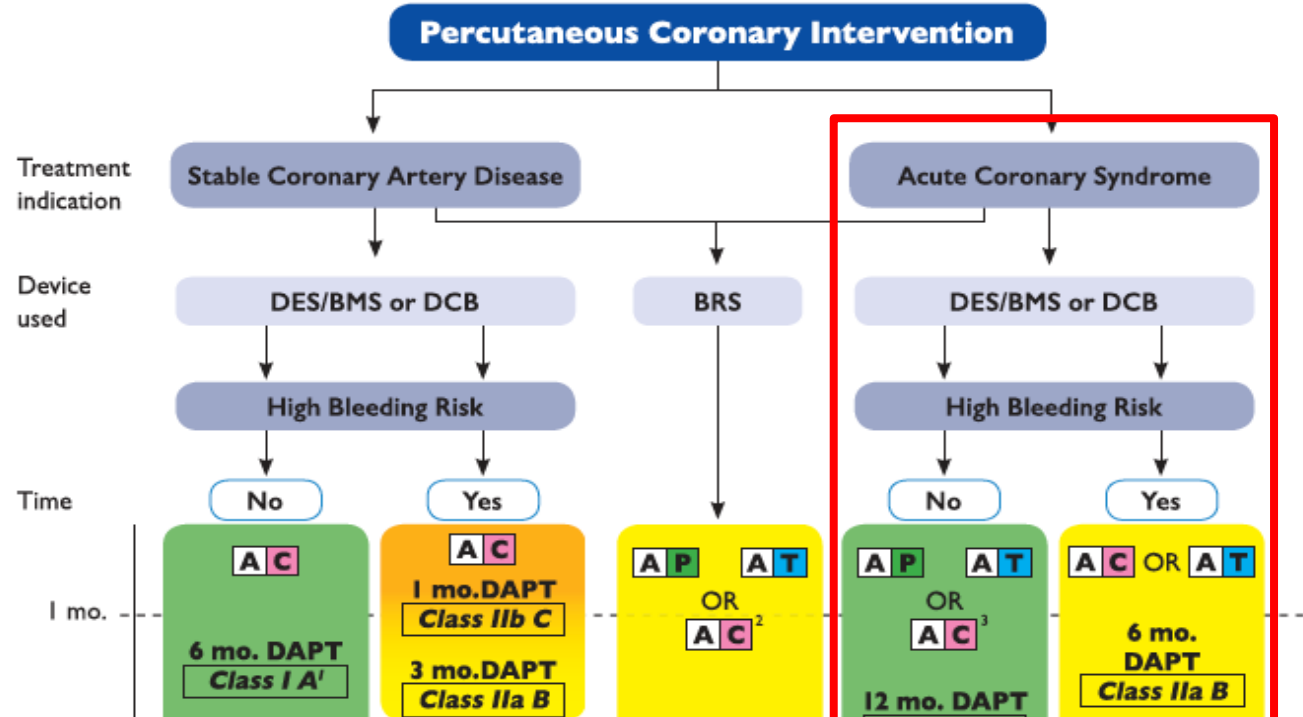 Percutaneous Coronary Intervention
Treatment
indication
Stable Coronary Artery Disease
Acute Coronary Syndrome
Device
used
DES/BMS or DCB
BRS
DES/BMS or DCB
High Bleeding Risk
High Bleeding Risk
Time
No
Yes
No
Yes
1 mo.
A C
6 mo. DAPT
Class I A¹
A C
1 mo.DAPT
Class IIb C
3 mo.DAPT
Class IIa B
A P A T
OR
A C ²
A P A T
OR
A C ³
12 mo. DAPT
A C OR A T
6 mo.
DAPT
Class IIa B